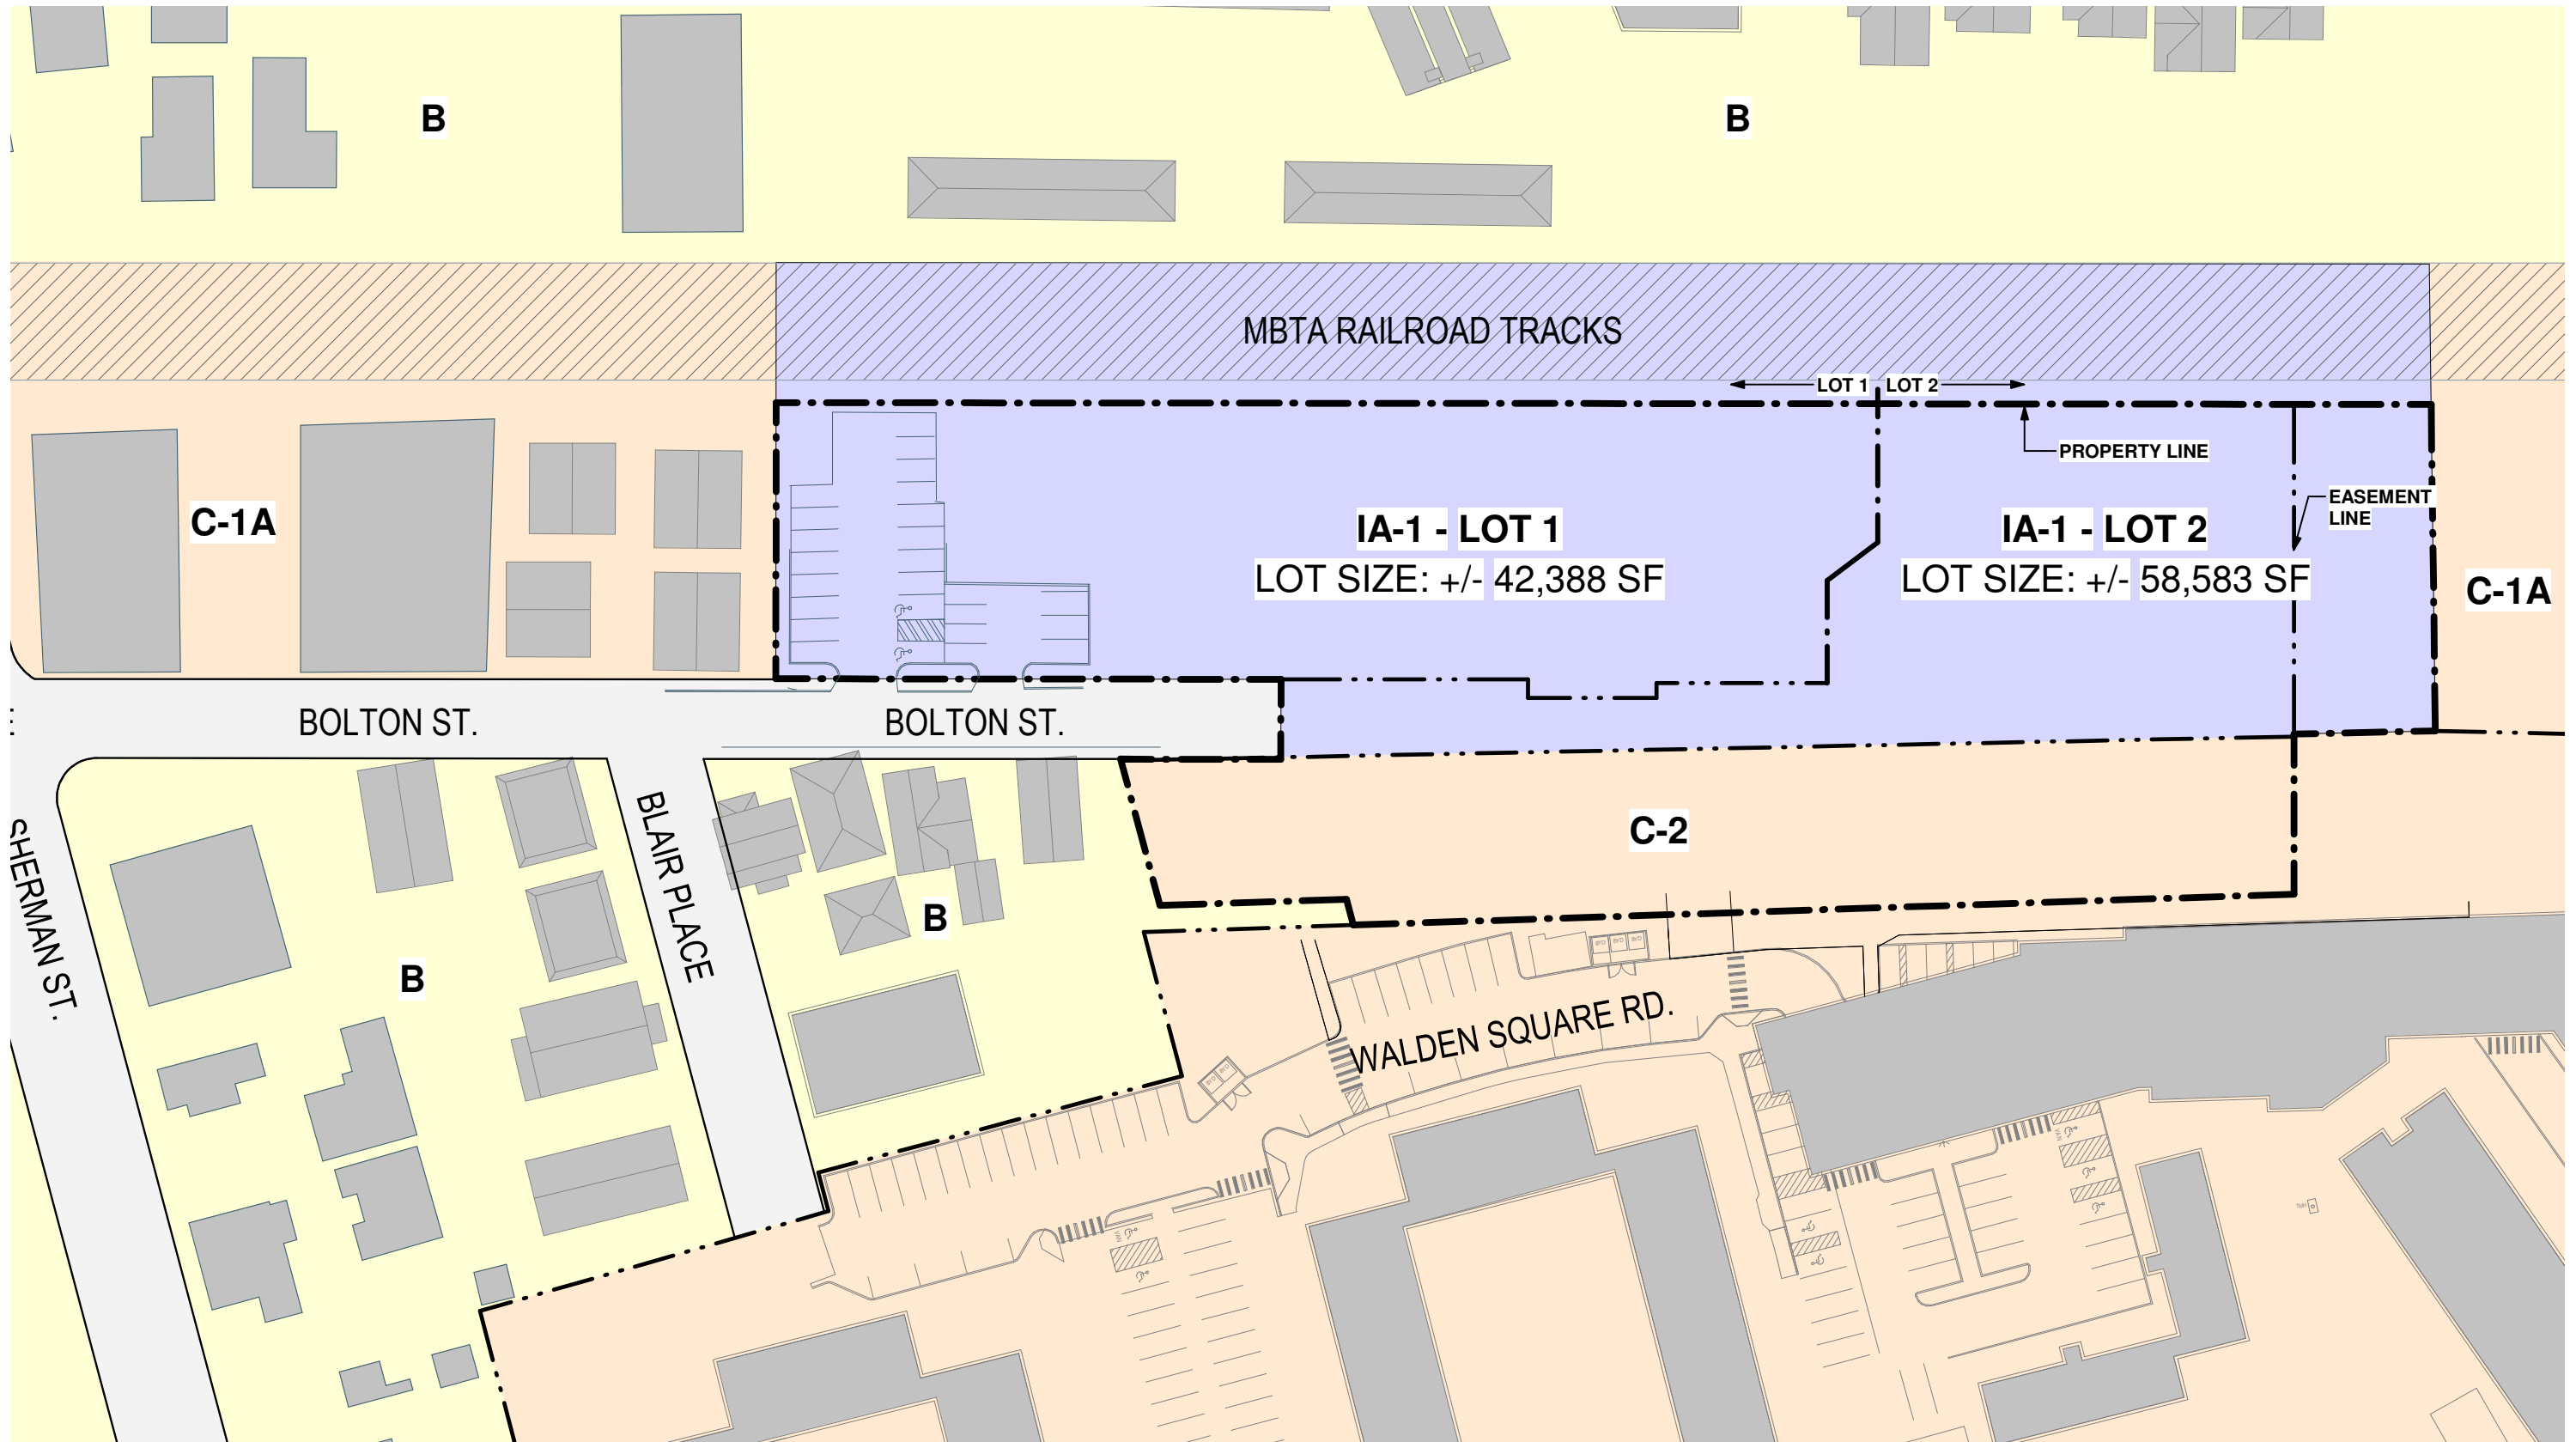 B
B
MBTA RAILROAD TRACKS
LOT 1
LOT 2
PROPERTY LINE
EASEMENT
LINE
C-1A
IA-1 - LOT 1
LOT SIZE: +/- 42,388 SF
IA-1 - LOT 2
LOT SIZE: +/- 58,583 SF
C-1A
BOLTON ST.
BOLTON ST.
BLAIR PLACE
SHERMAN ST.
C-2
B
B
WALDEN SQUARE RD.